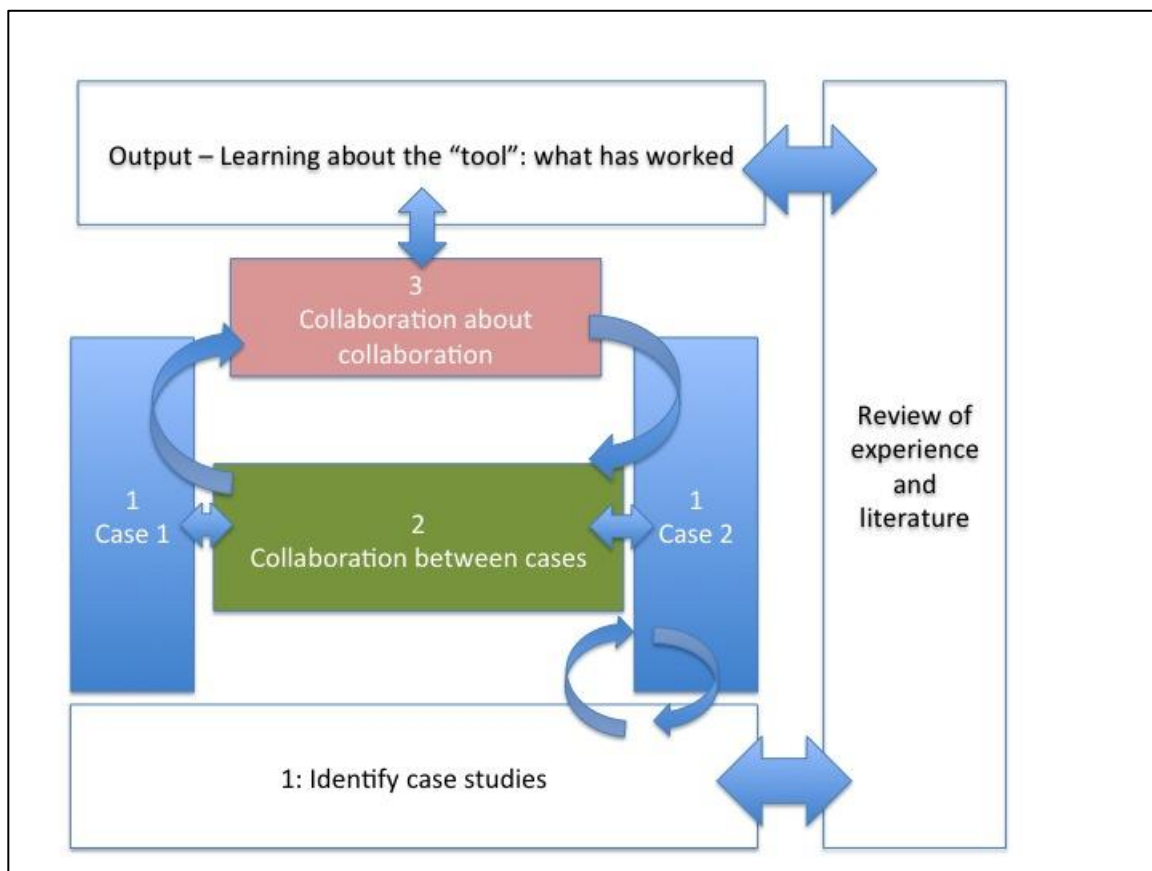 Output – Learning about the “tool”: what has worked
3
Collaboration about
collaboration
1
Case 1
2
Collaboration between cases
1
Case 2
Review of
experience
and
literature
1: Identify case studies